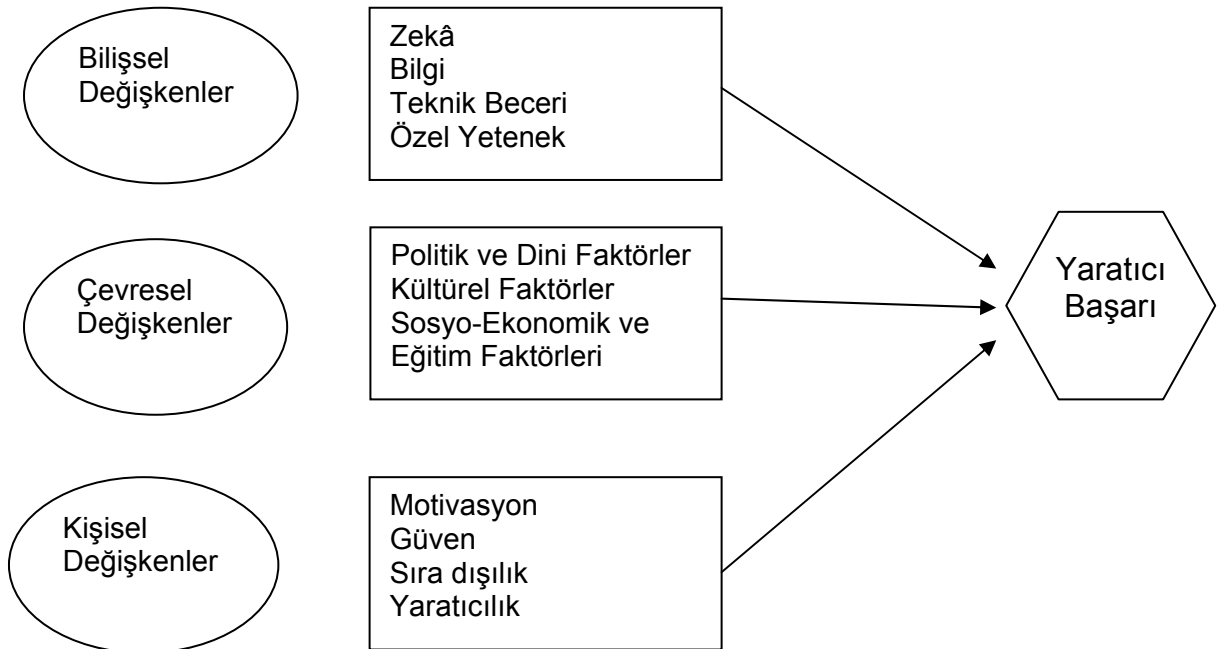 Bilişsel
Değişkenler
Zekâ
Bilgi
Teknik Beceri
Özel Yetenek
Çevresel
Değişkenler
Politik ve Dini Faktörler
Kültürel Faktörler
Sosyo-Ekonomik ve
Eğitim Faktörleri
Kişisel
Değişkenler
Motivasyon
Güven
Sıra dışılık
Yaratıcılık
Yaratıcı
Başarı